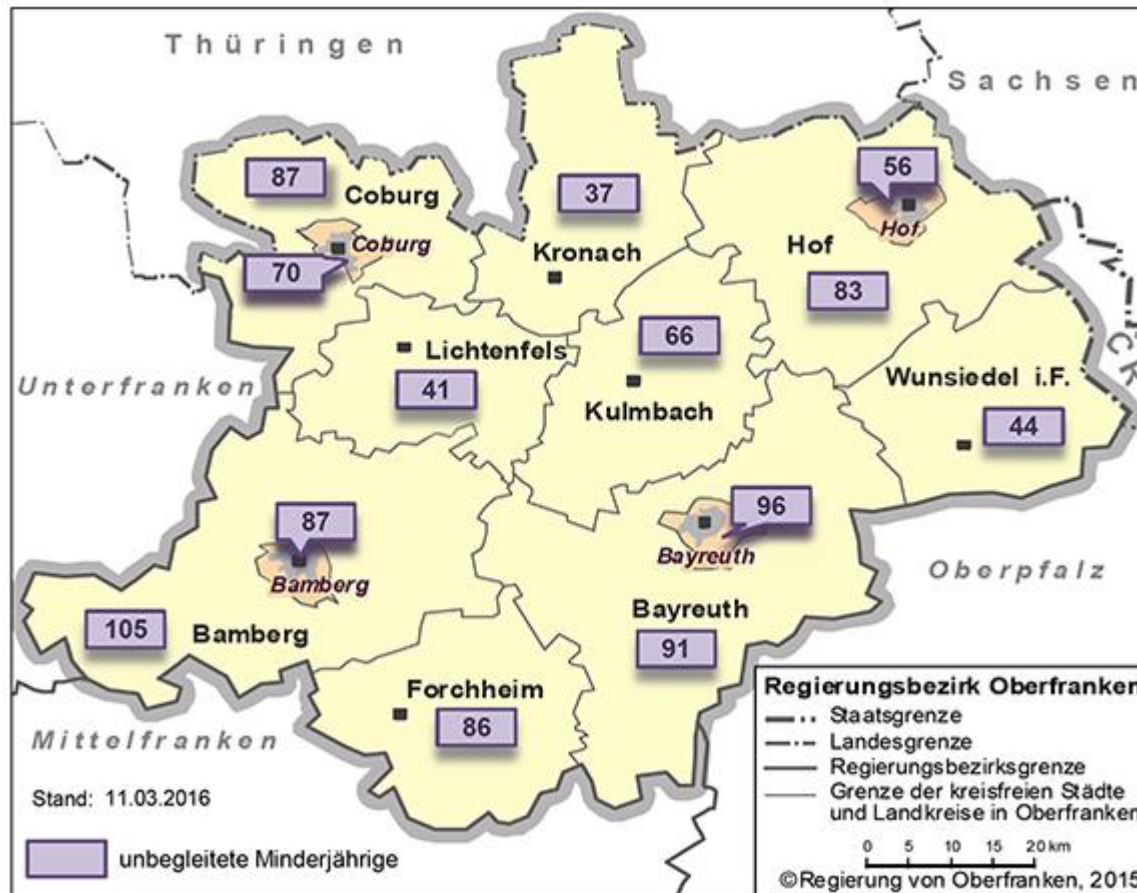 Thüringen
Sachsen
87
Coburg
Coburg
70
37
Kronach
56
Hof
Hof
83
Unterfranken
Lichtenfels
41
66
Kulmbach
Wunsiedel i.F.
44
87
Bamberg
105
Bamberg
96
Bayreuth
Bayreuth
91
Oberpfalz
Forchheim
86
Mittelfranken
Stand: 11.03.2016
unbegleitete Minderjährige
Regierungsbezirk Oberfranken
Staatsgrenze
Landesgrenze
Regierungsbezirksgrenze
Grenze der kreisfreien Städte
und Landkreise in Oberfranken
0 5 10 15 20 km
©Regierung von Oberfranken, 2015